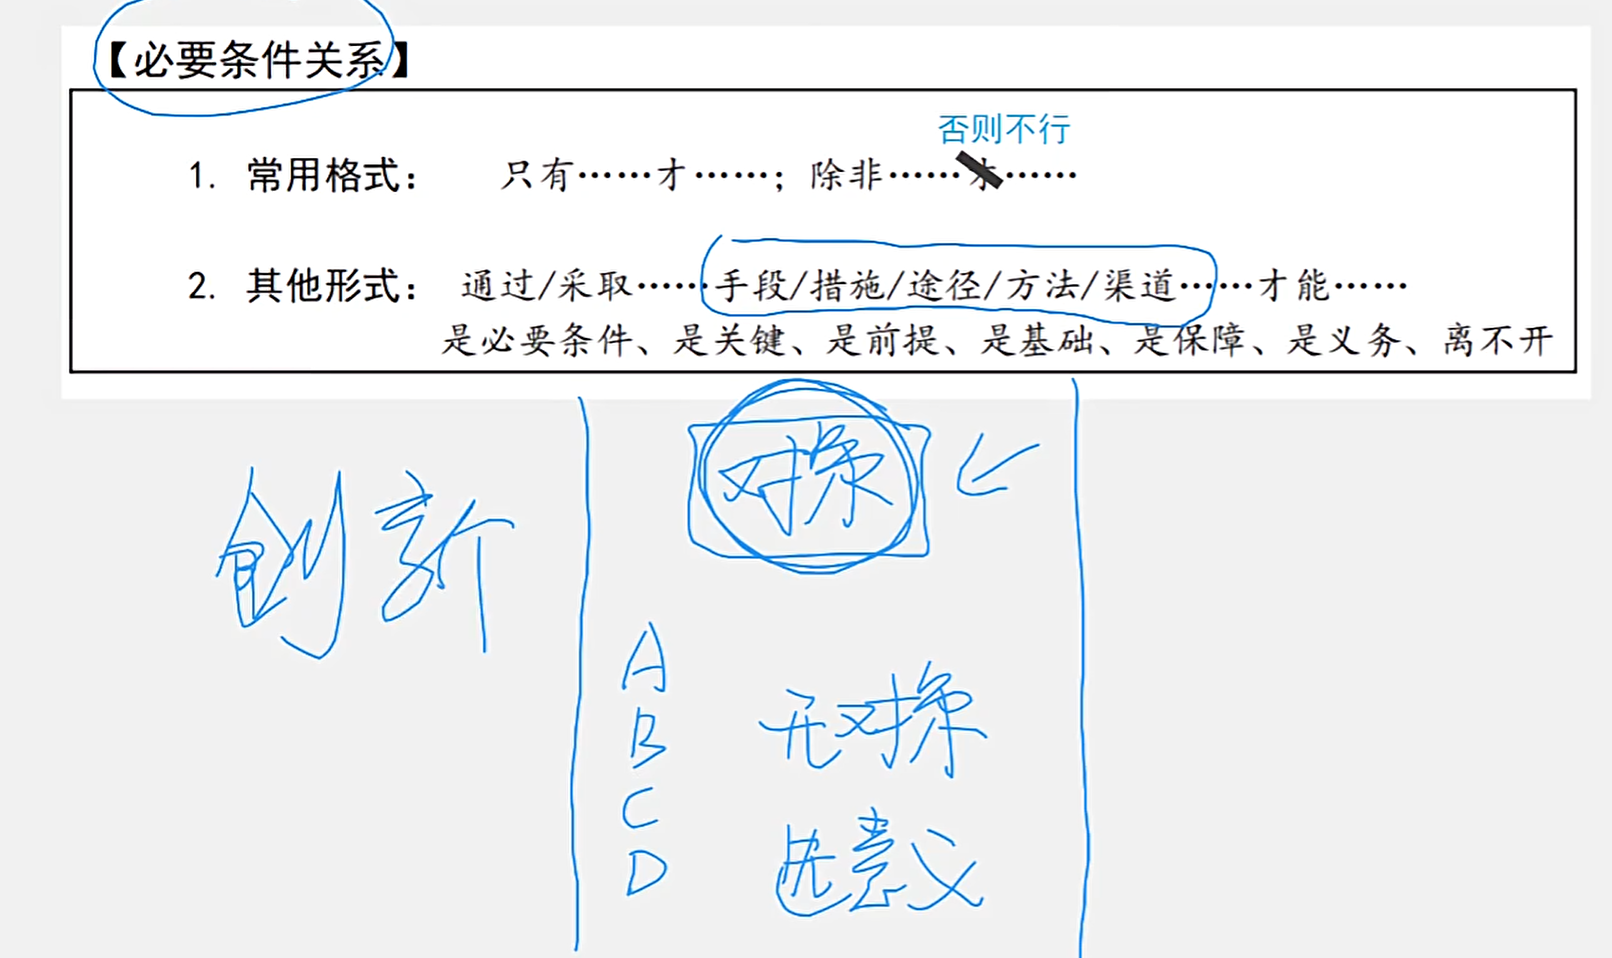 【必要条件关系】
否则不行
1. 常用格式： 只有……才……；除非……才……
2. 其他形式： 通过/采取……手段/措施/途径/方法/渠道……才能……
是必要条件、是关键、是前提、是基础、是保障、是义务、离不开
创新
对策
A
B 无对策
C
D 选意义